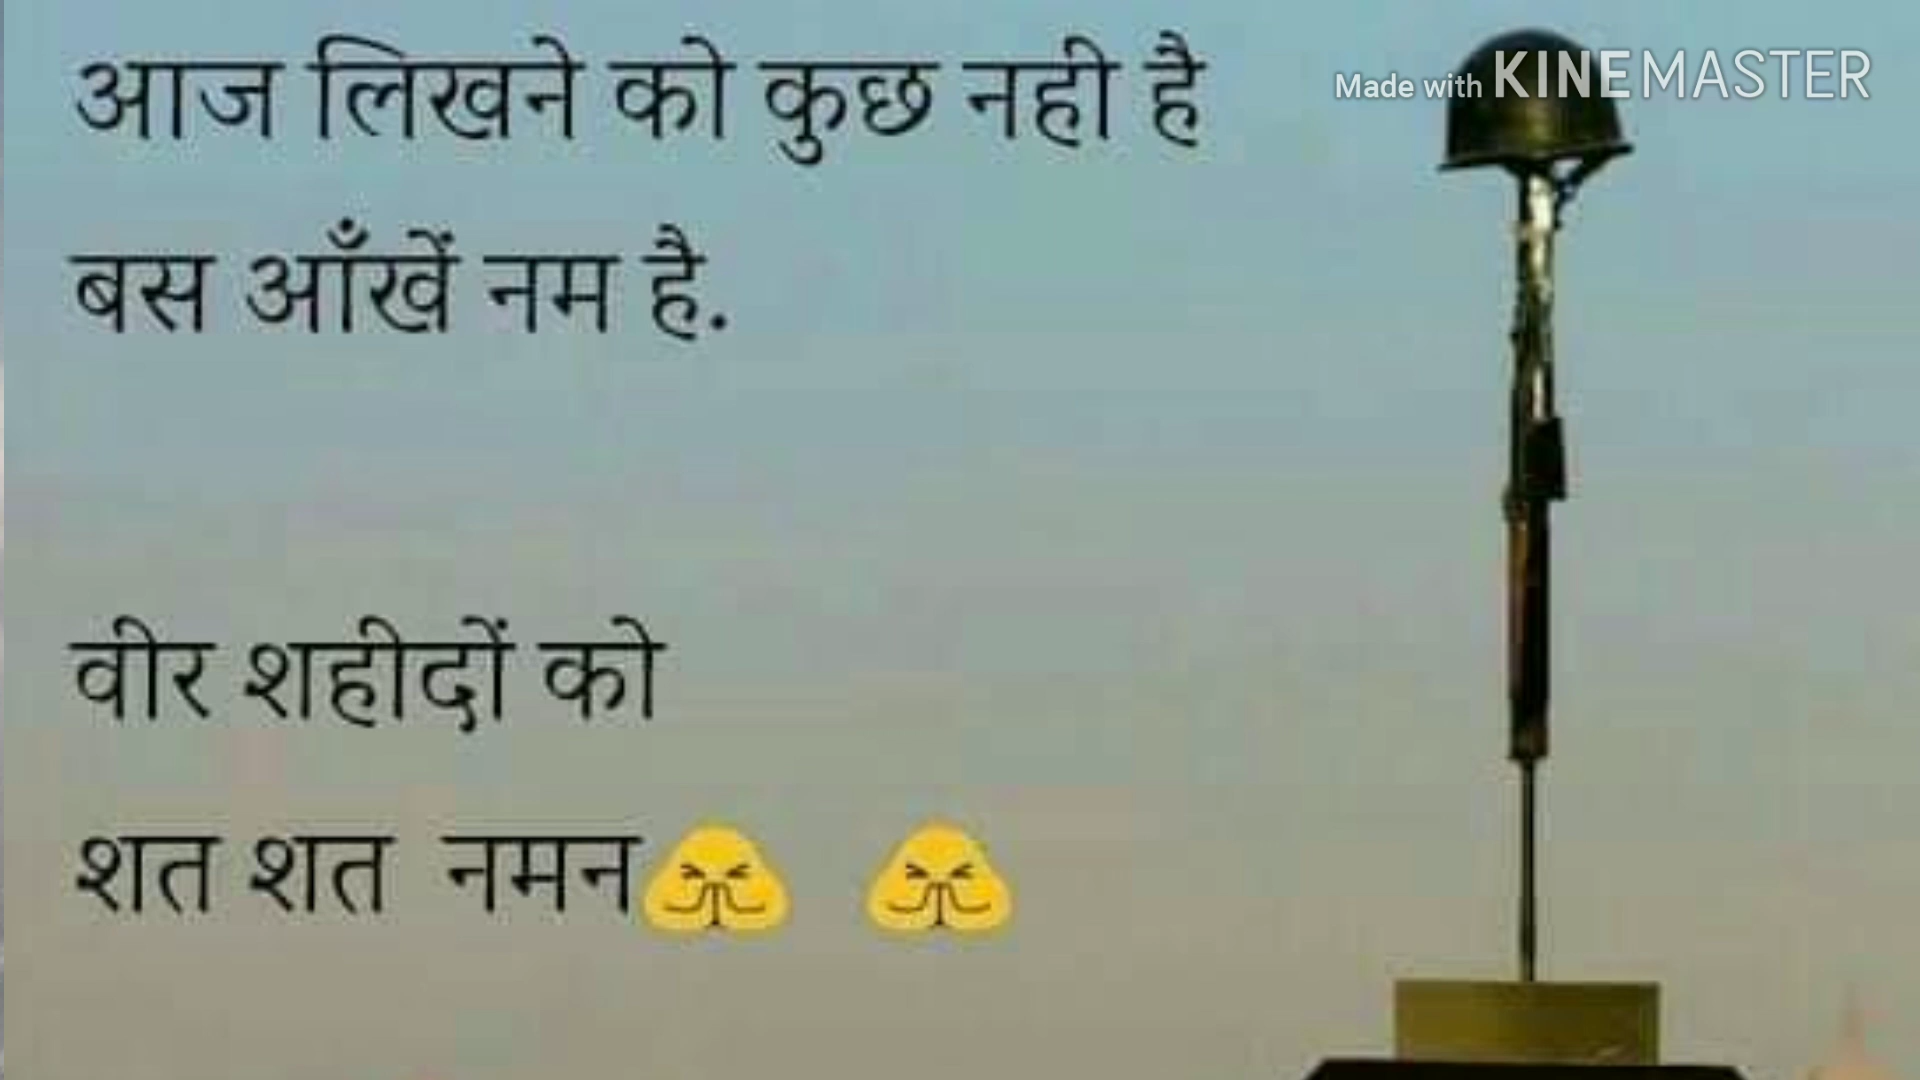 आज लिखने को कुछ नही है
Made with KINEMASTER
बस आँखें नम है.
वीर शहीदों को
शत शत नमन🙏 🙏